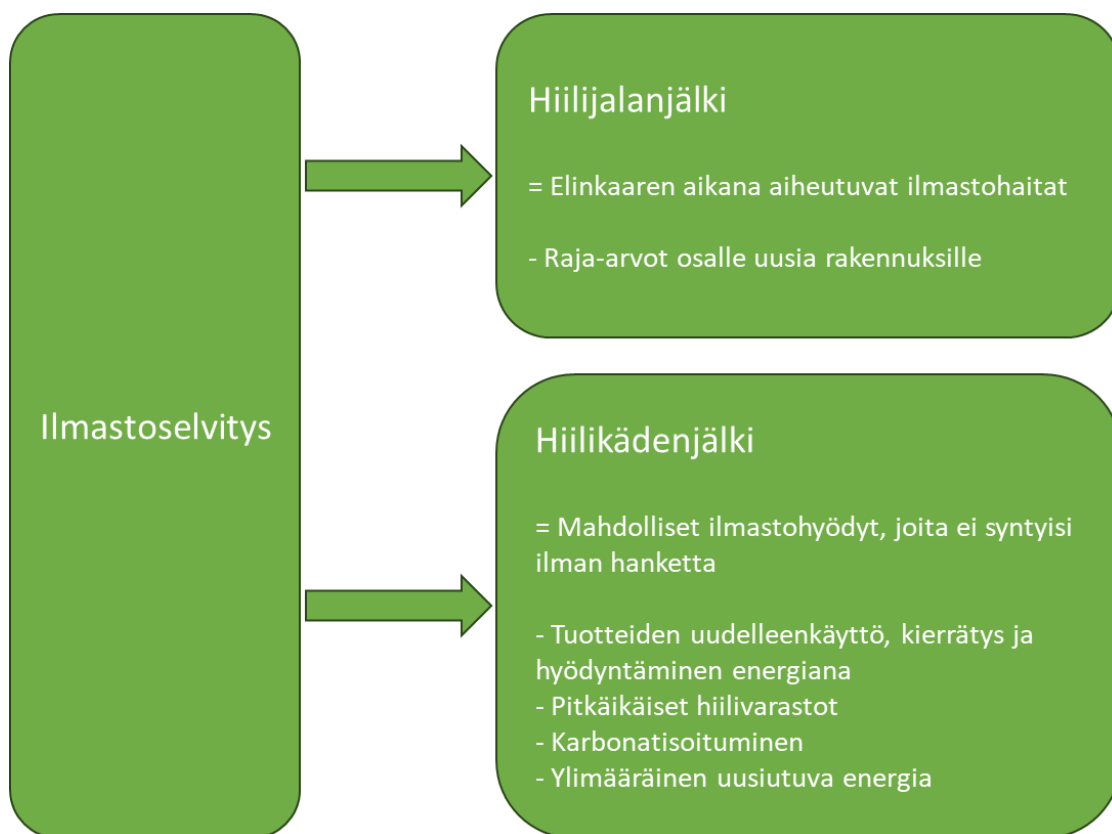 Ilmastoselvitys
Hiilijalanjälki
= Elinkaaren aikana aiheutuvat ilmastohaitat
- Raja-arvot osalle uusia rakennuksille
Hiilikädenjälki
= Mahdolliset ilmastohyödyt, joita ei syntyisi
ilman hanketta
- Tuotteiden uudelleenkäyttö, kierrätys ja
hyödyntäminen energiana
- Pitkäikäiset hiilivarastot
- Karbonatisoituminen
- Ylimääräinen uusiutuva energia